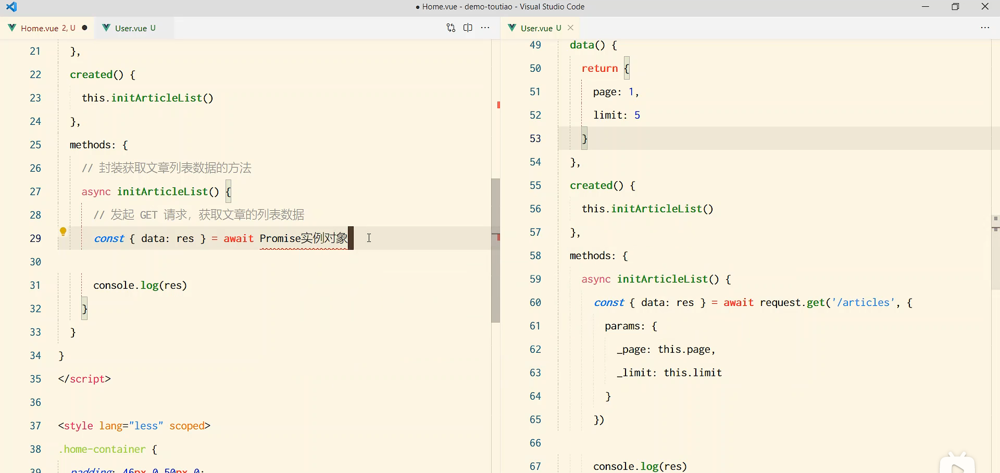 ● Home.vue - demo-toutiao - Visual Studio Code
Home.vue 2, U ●
User.vue U
User.vue U
21 },
22 created() {
23 this.initArticleList()
24 },
25 methods: {
26 // 封装获取文章列表数据的方法
27 async initArticleList() {
28 // 发起 GET 请求，获取文章的列表数据
29 const { data: res } = await Promise实例对象
30
31 console.log(res)
32 }
33 }
34 }
35 </script>
36
37 <style lang="less" scoped>
38 .home-container {
39 padding: 46px 0 50px 0;
49 data() {
50 return {
51 page: 1,
52 limit: 5
53 }
54 },
55 created() {
56 this.initArticleList()
57 },
58 methods: {
59 async initArticleList() {
60 const { data: res } = await request.get('/articles', {
61 params: {
62 _page: this.page,
63 _limit: this.limit
64 }
65 })
66
67 console.log(res)